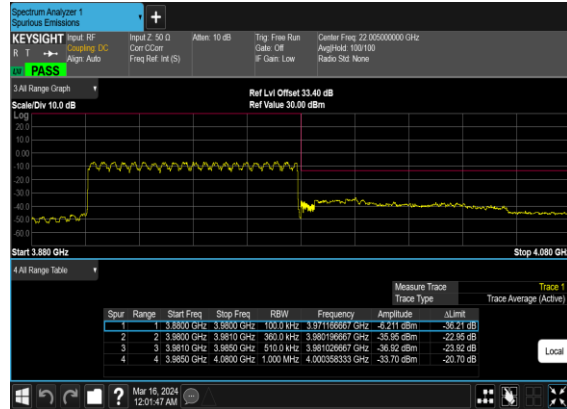 Spectrum Analyzer 1
Spurious Emissions
KEYSIGHT Input: RF Input Z: 50 Ω Atten: 10 dB Trig: Free Run Center Freq: 22.005000000 GHz
R T Coupling: DC Corr CCorr Gate: Off Avg|Hold: 100/100
Align: Auto Freq Ref: Int (S) IF Gain: Low Radio Std: None
LW PASS
3 All Range Graph
Ref Lvl Offset 33.40 dB
Scale/Div 10.0 dB Ref Value 30.00 dBm
Log
20.0
10.0
0.00
-10.0
-20.0
-30.0
-40.0
-50.0
-60.0
Start 3.880 GHz Stop 4.080 GH
4 All Range Table
Measure Trace Trace 1
Trace Type Trace Average (Active)
Spur Range Start Freq Stop Freq RBW Frequency Amplitude ΔLimit
1 1 3.8800 GHz 3.9800 GHz 100.0 kHz 3.971166667 GHz -6.211 dBm -36.21 dB
2 2 3.9800 GHz 3.9810 GHz 360.0 kHz 3.980196667 GHz -35.95 dBm -22.95 dB
3 3 3.9810 GHz 3.9850 GHz 510.0 kHz 3.981026667 GHz -36.92 dBm -23.92 dB
4 4 3.9850 GHz 4.0800 GHz 1.000 MHz 4.000358333 GHz -33.70 dBm -20.70 dB
Local
?
Mar 16, 2024
12:01:47 AM